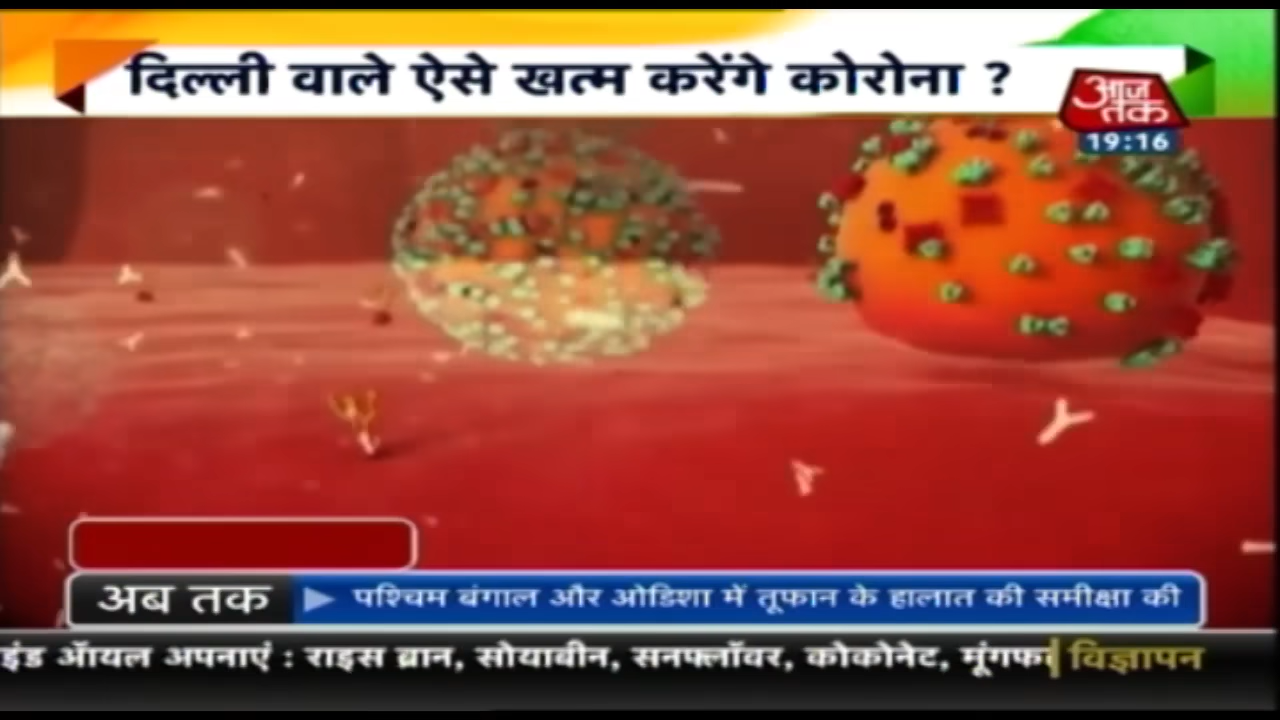 दिल्ली वाले ऐसे खत्म करेंगे कोरोना ?
आज तक
19:16
अब तक
पश्चिम बंगाल और ओडिशा में तूफान के हालात की समीक्षा की
इंड ऑयल अपनाएं : राइस ब्रान, सोयाबीन, सनफ्लॉवर, कोकोनेट, मूंगफ
विज्ञापन